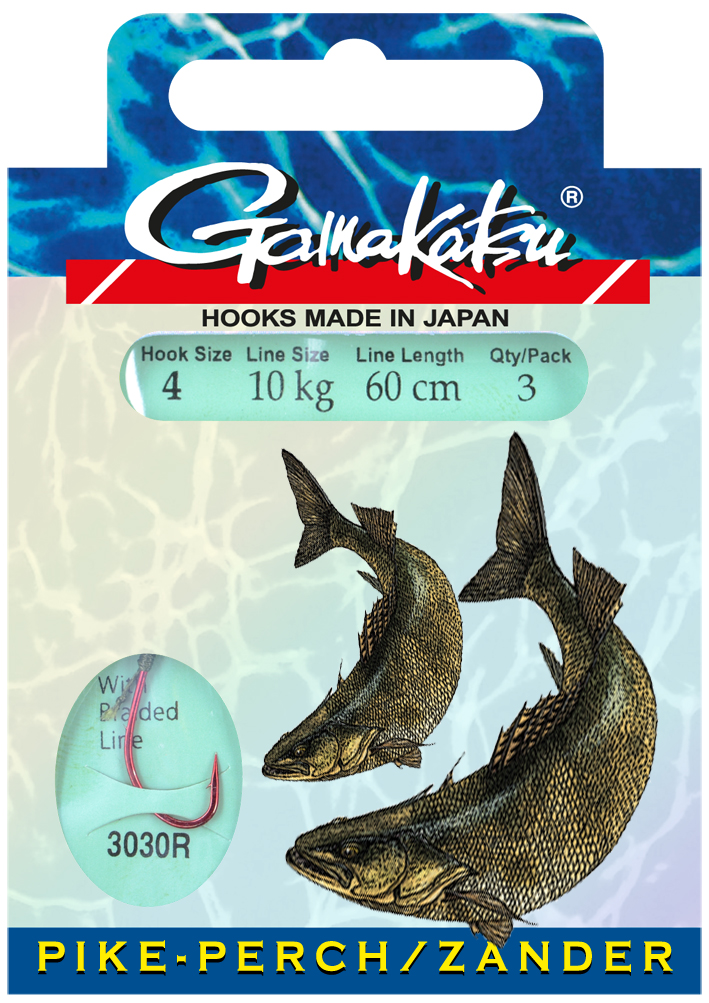 Gamakatsu®
HOOKS MADE IN JAPAN
Hook Size Line Size Line Length Qty/Pack
4 10 kg 60 cm 3
With
Braided
Line
3030R
PIKE-PERCH/ZANDER